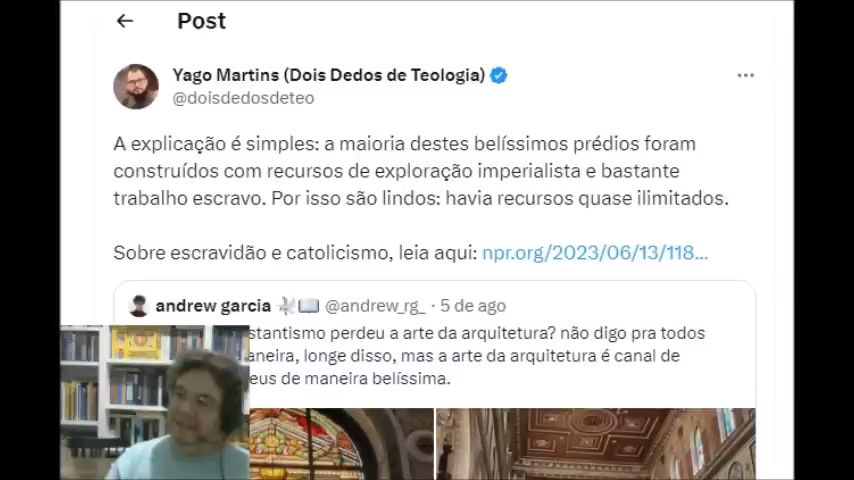 Post
Yago Martins (Dois Dedos de Teologia)
@doisdedosdeteo
A explicação é simples: a maioria destes belíssimos prédios foram
construídos com recursos de exploração imperialista e bastante
trabalho escravo. Por isso são lindos: havia recursos quase ilimitados.
Sobre escravidão e catolicismo, leia aqui: npr.org/2023/06/13/118...
andrew garcia @andrew_rg_ · 5 de ago
stantismo perdeu a arte da arquitetura? não digo pra todos
aneira, longe disso, mas a arte da arquitetura é canal de
eus de maneira belíssima.